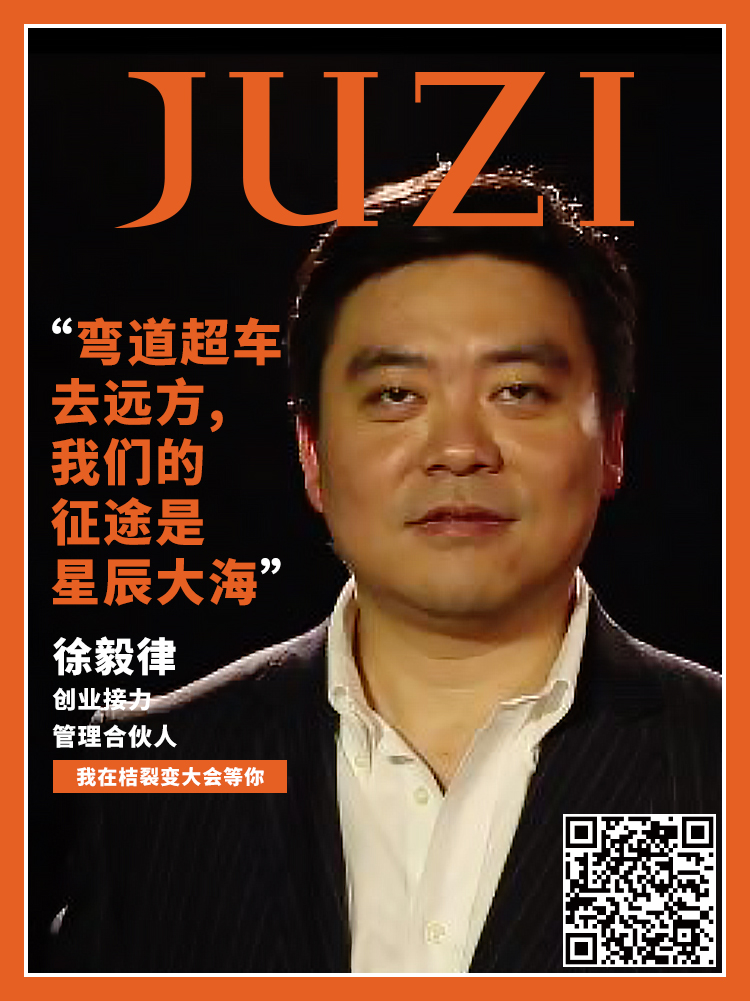 JUZI
“弯道超车
去远方，
我们的
征途是
星辰大海”
徐毅律
创业接力
管理合伙人
我在桔裂变大会等你